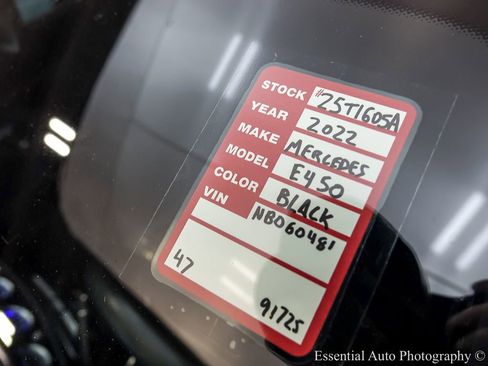 STOCK "25T1605A
YEAR 2022
MAKE MERCEDES
MODEL E450
COLOR BLACK
VIN NB060481
47 91725
Essential Auto Photography ©